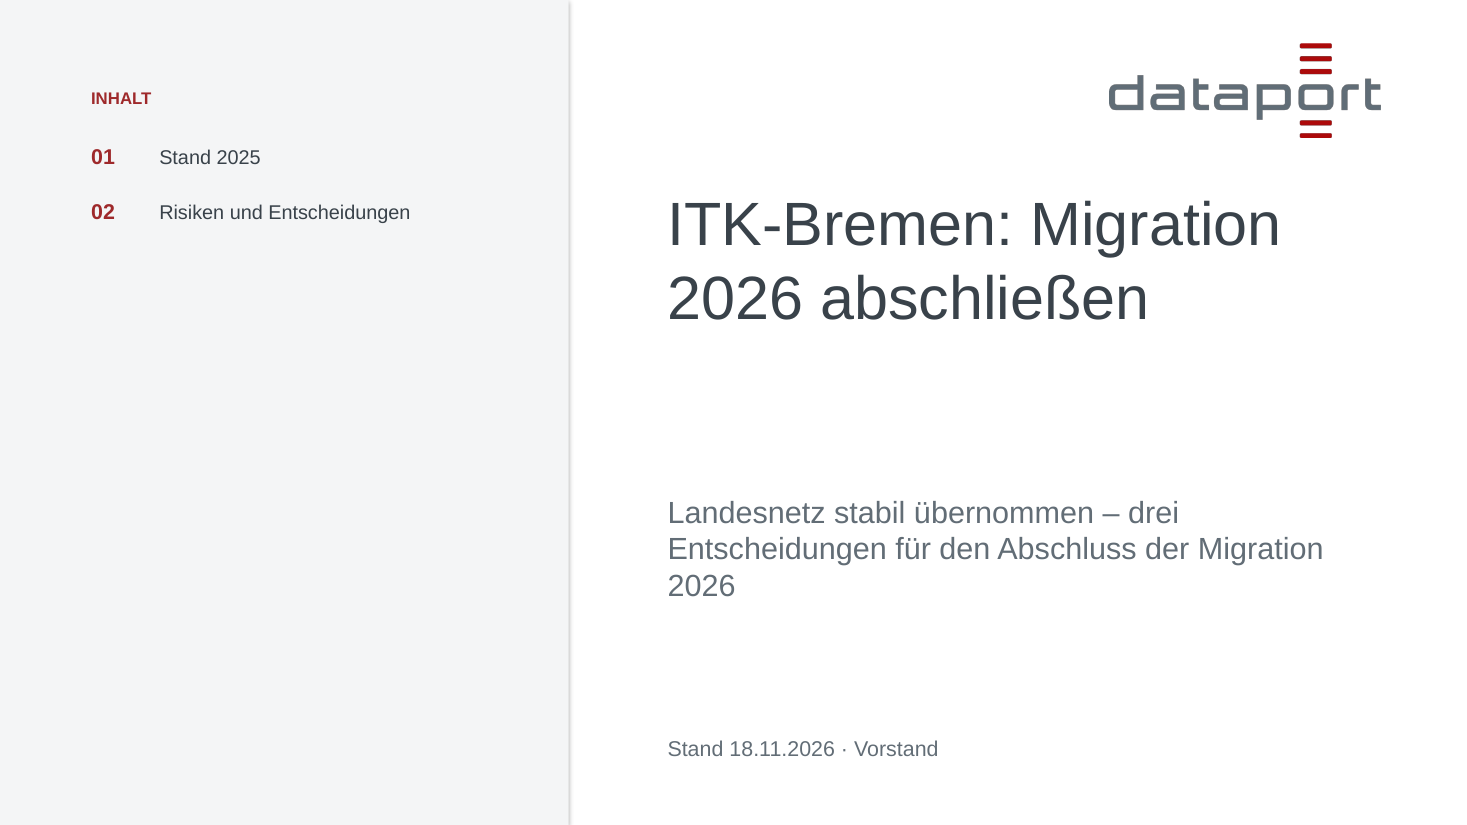 INHALT
01 Stand 2025
02 Risiken und Entscheidungen
dataport
ITK-Bremen: Migration
2026 abschließen
Landesnetz stabil übernommen – drei
Entscheidungen für den Abschluss der Migration
2026
Stand 18.11.2026 · Vorstand